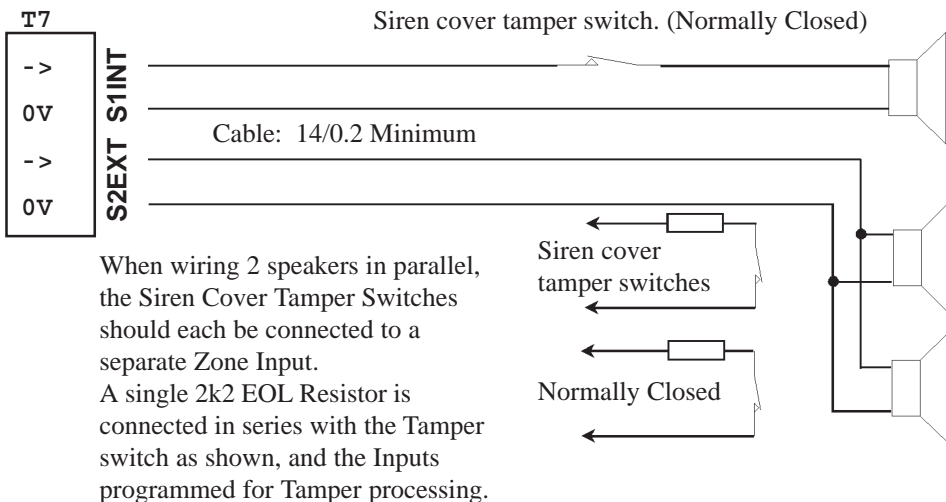 T7
Siren cover tamper switch. (Normally Closed)
->
0V
S1INT
->
0V
S2EXT
Cable: 14/0.2 Minimum
Siren cover
tamper switches
Normally Closed
When wiring 2 speakers in parallel,
the Siren Cover Tamper Switches
should each be connected to a
separate Zone Input.
A single 2k2 EOL Resistor is
connected in series with the Tamper
switch as shown, and the Inputs
programmed for Tamper processing.